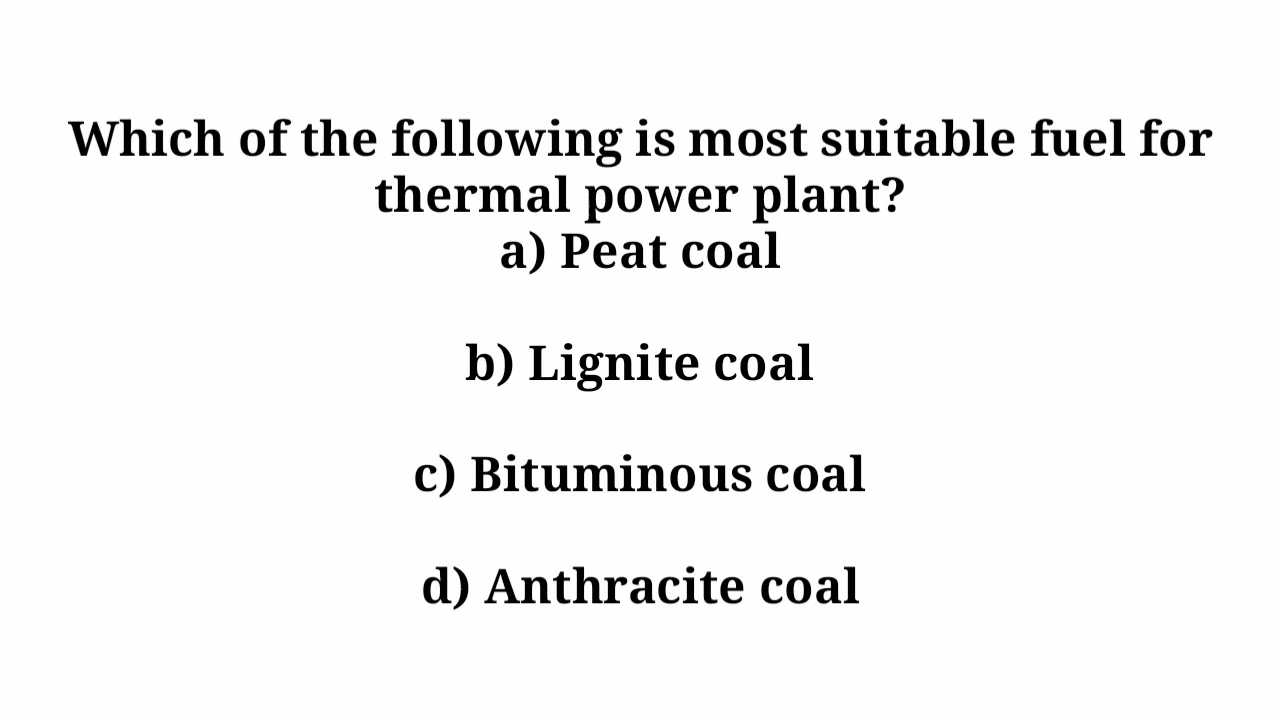 Which of the following is most suitable fuel for
thermal power plant?
a) Peat coal
b) Lignite coal
c) Bituminous coal
d) Anthracite coal